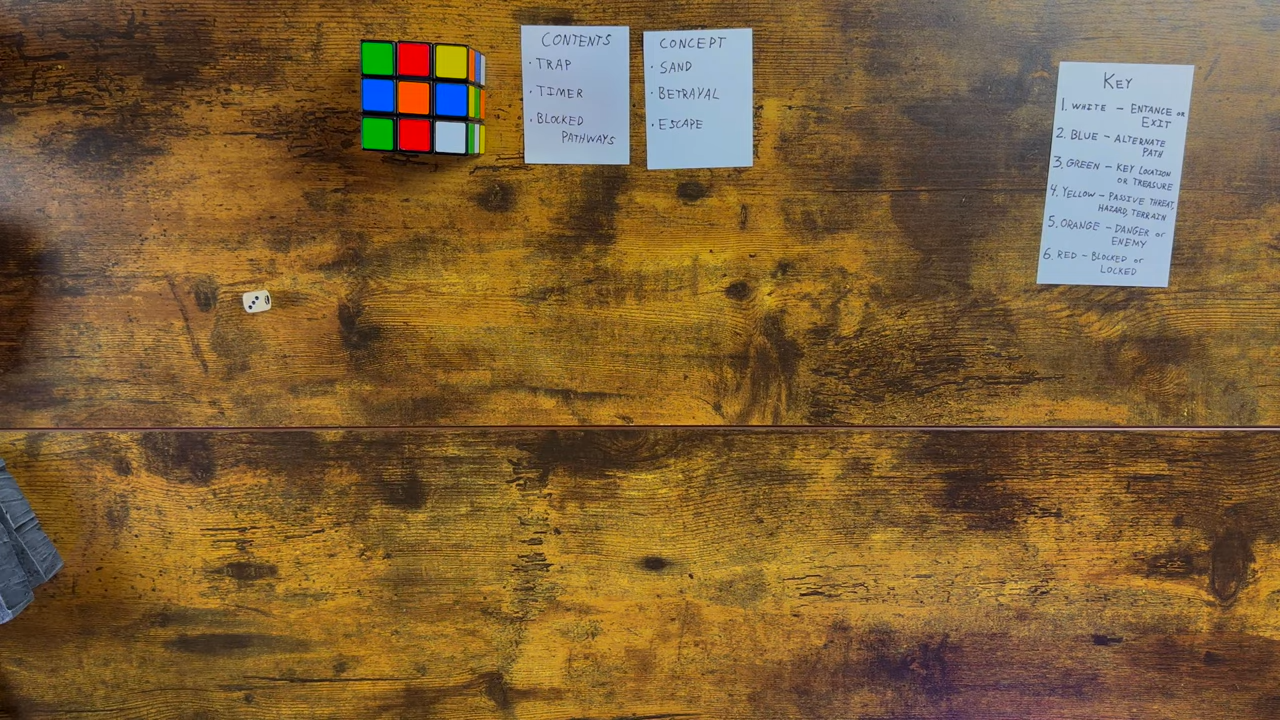 CONTENTS
· TRAP
· TIMER
· BLOCKED
PATHWAYS
CONCEPT
· SAND
· BETRAYAL
· ESCAPE
KEY
1. WHITE – ENTANCE OR
EXIT
2. BLUE – ALTERNATE
PATH
3. GREEN – KEY LOCATION
OR TREASURE
4. YELLOW – PASSIVE THREAT,
HAZARD, TERRAIN
5. ORANGE – DANGER or
ENEMY
6. RED – BLOCKED or
LOCKED